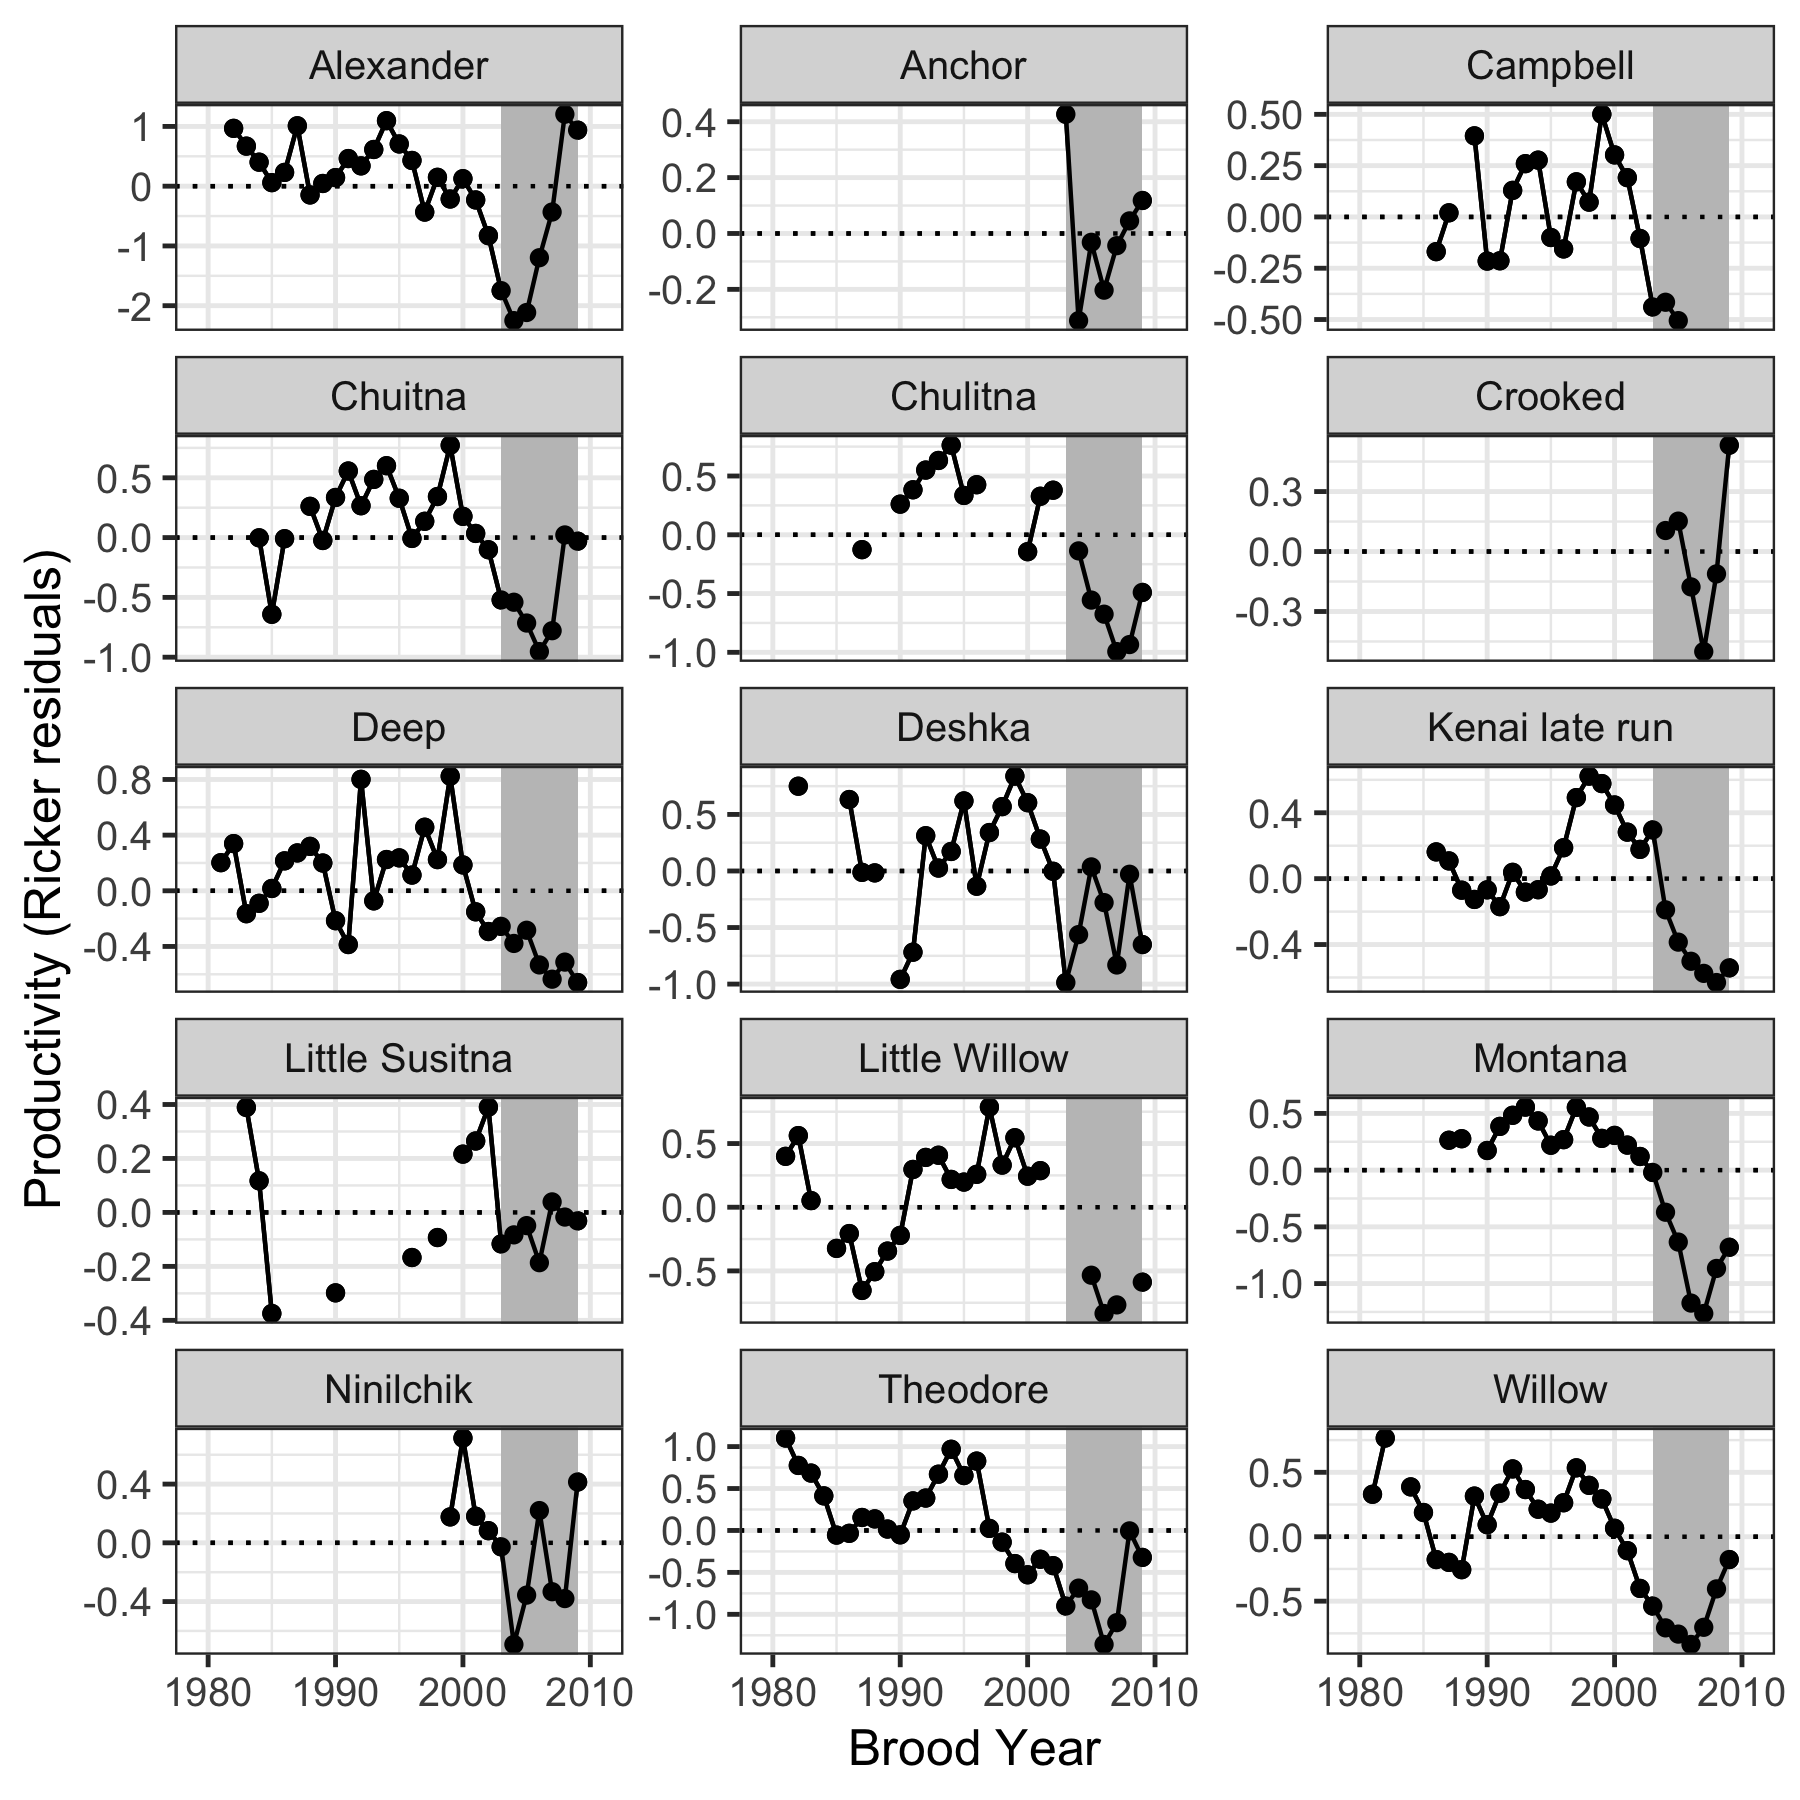 Alexander Anchor Campbell
1 0 -1 -2
0.4 0.2 0.0 -0.2
0.50 0.25 0.00 -0.25 -0.50
Chuitna Chulitna Crooked
0.5 0.0 -0.5 -1.0
0.5 0.0 -0.5 -1.0
0.3 0.0 -0.3
Deep Deshka Kenai late run
0.8 0.4 0.0 -0.4
0.5 0.0 -0.5 -1.0
0.4 0.0 -0.4
Little Susitna Little Willow Montana
0.4 0.2 0.0 -0.2 -0.4
0.5 0.0 -0.5
0.5 0.0 -0.5 -1.0
Ninilchik Theodore Willow
0.4 0.0 -0.4
1.0 0.5 0.0 -0.5 -1.0
0.5 0.0 -0.5
1980 1990 2000 2010 1980 1990 2000 2010 1980 1990 2000 2010
Brood Year
Productivity (Ricker residuals)